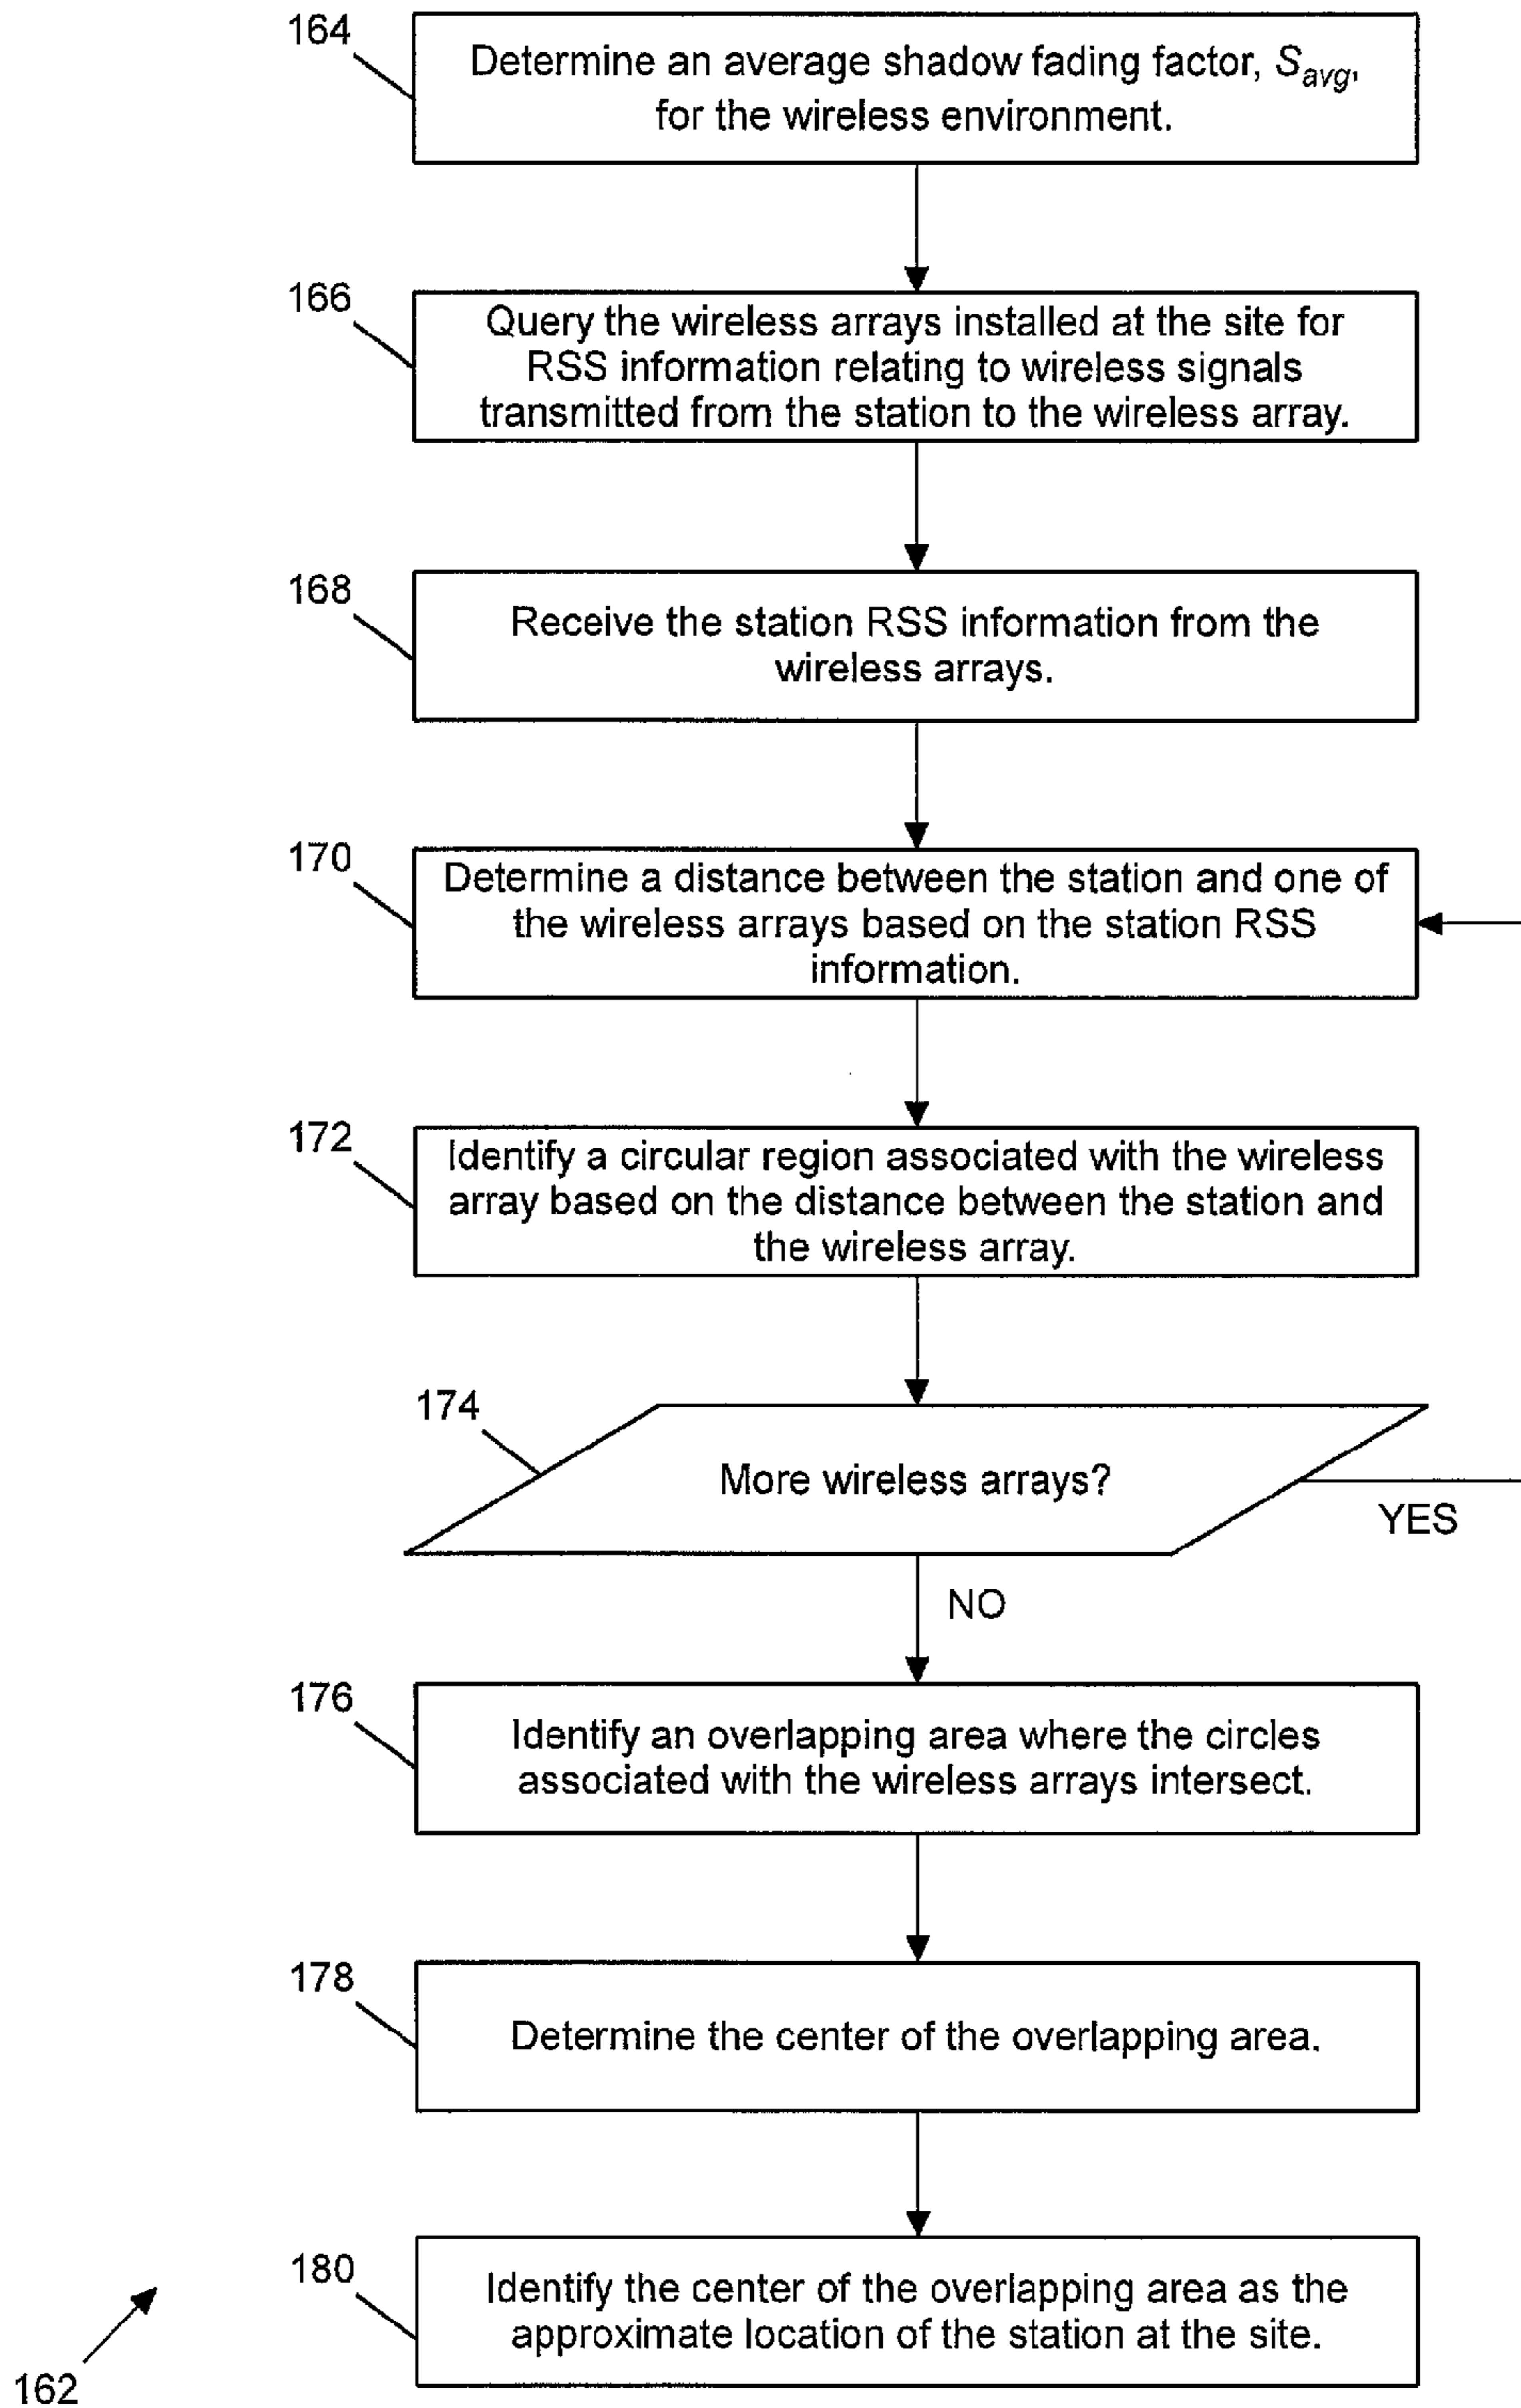 164
Determine an average shadow fading factor, Savg,
for the wireless environment.
166
Query the wireless arrays installed at the site for
RSS information relating to wireless signals
transmitted from the station to the wireless array.
168
Receive the station RSS information from the
wireless arrays.
170
Determine a distance between the station and one of
the wireless arrays based on the station RSS
information.
172
Identify a circular region associated with the wireless
array based on the distance between the station and
the wireless array.
174
More wireless arrays?
YES
NO
176
Identify an overlapping area where the circles
associated with the wireless arrays intersect.
178
Determine the center of the overlapping area.
180
Identify the center of the overlapping area as the
approximate location of the station at the site.
162